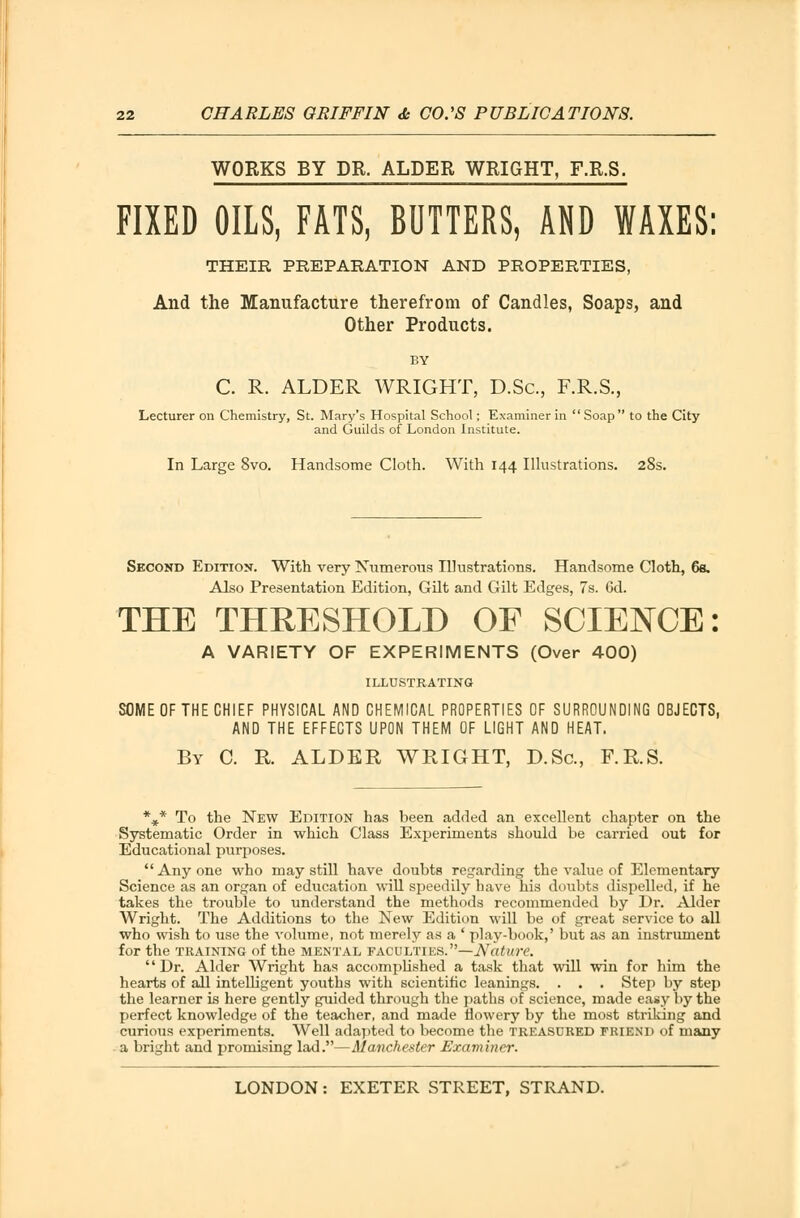 22 CHARLES GRIFFIN & CO.'S PUBLICATIONS.
WORKS BY DR. ALDER WRIGHT, F.R.S.
FIXED OILS, FATS, BUTTERS, AND WAXES:
THEIR PREPARATION AND PROPERTIES,
And the Manufacture therefrom of Candles, Soaps, and
Other Products.
BY
C. R. ALDER WRIGHT, D.Sc., F.R.S.,
Lecturer on Chemistry, St. Mary's Hospital School; Examiner in "Soap" to the City
and Guilds of London Institute.
In Large 8vo. Handsome Cloth. With 144 Illustrations. 28s.
SECOND EDITION. With very Numerous Illustrations. Handsome Cloth, 6s.
Also Presentation Edition, Gilt and Gilt Edges, 7s. 6d.
THE THRESHOLD OF SCIENCE:
A VARIETY OF EXPERIMENTS (Over 400)
ILLUSTRATING
SOME OF THE CHIEF PHYSICAL AND CHEMICAL PROPERTIES OF SURROUNDING OBJECTS,
AND THE EFFECTS UPON THEM OF LIGHT AND HEAT.
BY C. R. ALDER WRIGHT, D.Sc., F.R.S.
*** To the NEW EDITION has been added an excellent chapter on the
Systematic Order in which Class Experiments should be carried out for
Educational purposes.
"Any one who may still have doubts regarding the value of Elementary
Science as an organ of education will speedily have his doubts dispelled, if he
takes the trouble to understand the methods recommended by Dr. Alder
Wright. The Additions to the New Edition will be of great service to all
who wish to use the volume, not merely as a 'play-book,' but as an instrument
for the TRAINING of the MENTAL FACULTIES."—Nature.
"Dr. Alder Wright has accomplished a task that will win for him the
hearts of all intelligent youths with scientific leanings. . . . Step by step
the learner is here gently guided through the paths of science, made easy by the
perfect knowledge of the teacher, and made flowery by the most striking and
curious experiments. Well adapted to become the TREASURED FRIEND of many
a bright and promising lad."—Manchester Examiner.
LONDON: EXETER STREET, STRAND.